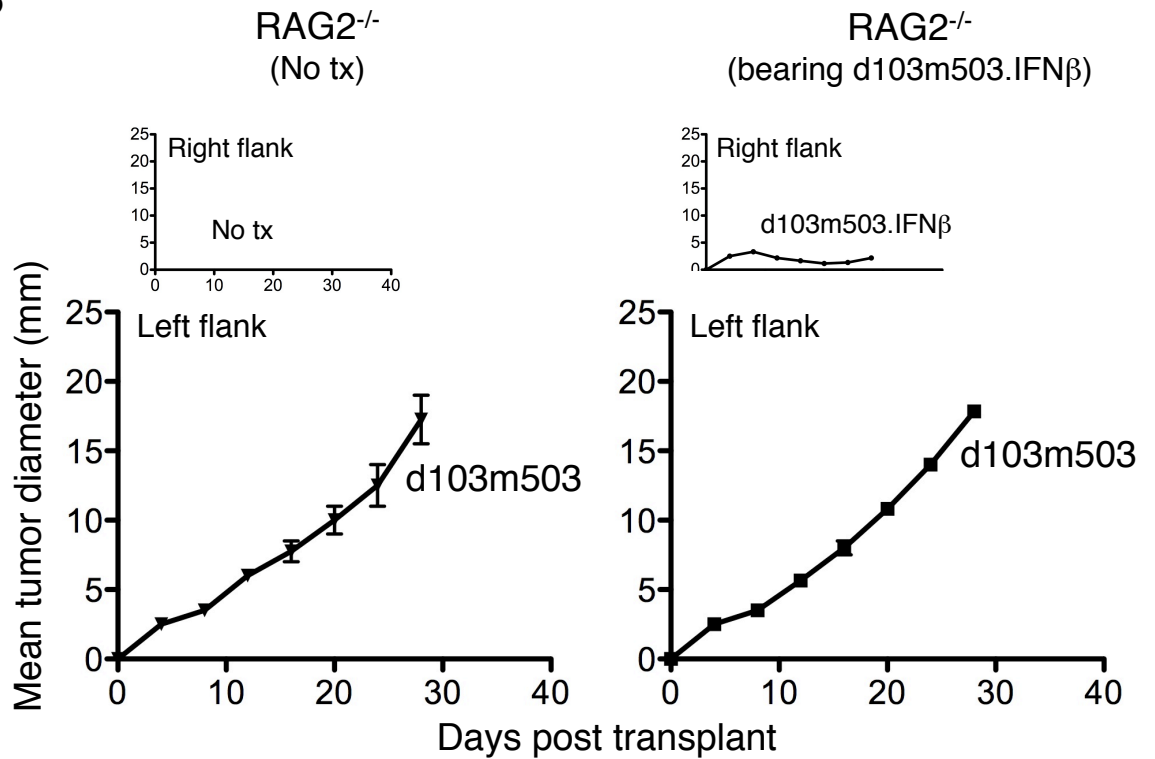 RAG2-/-
(No tx)
RAG2-/-
(bearing d103m503.IFNβ)
25
20
15
10
5
0
Right flank
No tx
0 10 20 30 40
25
20
15
10
5
0
Right flank
d103m503.IFNβ
Mean tumor diameter (mm)
25
20
15
10
5
0
Left flank
d103m503
0 10 20 30 40
25
20
15
10
5
0
Left flank
d103m503
0 10 20 30 40
Days post transplant